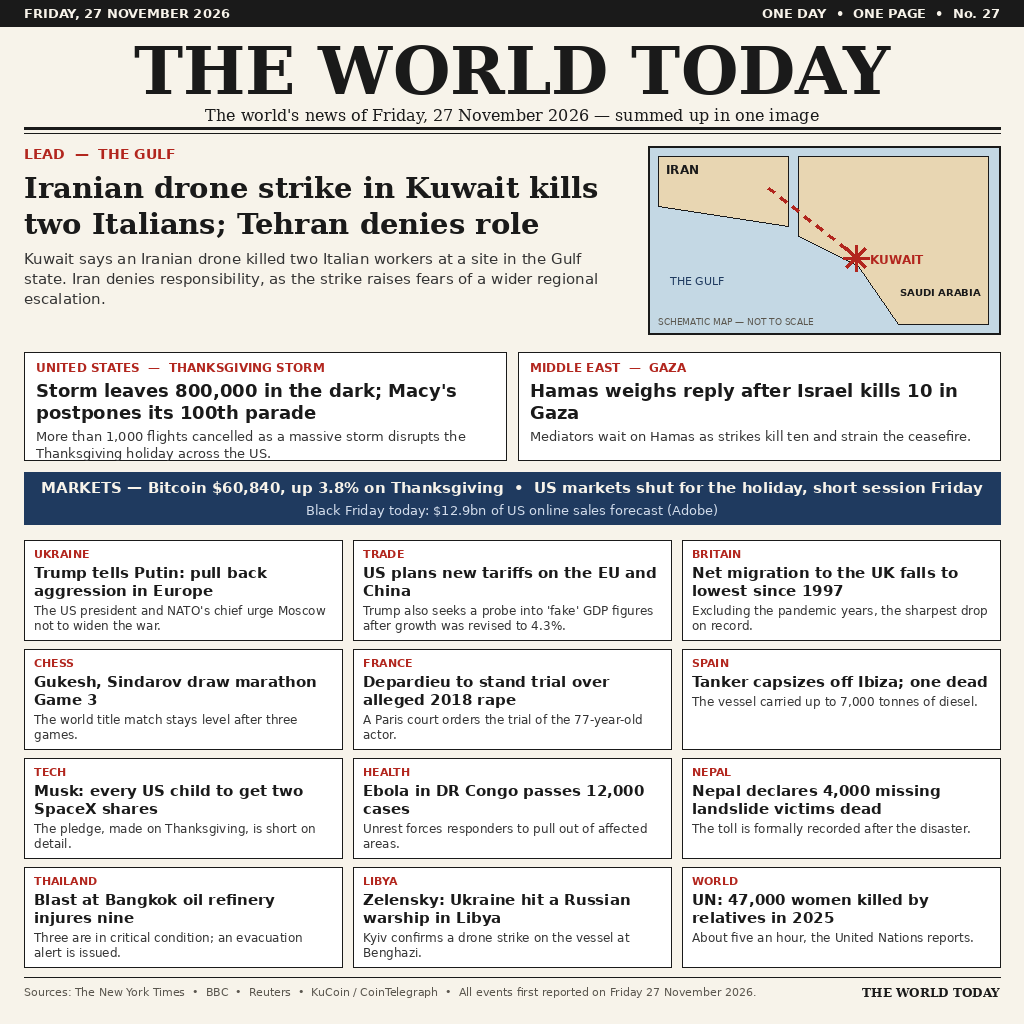 FRIDAY, 27 NOVEMBER 2026
ONE DAY • ONE PAGE • No. 27
THE WORLD TODAY
The world's news of Friday, 27 November 2026 — summed up in one image
LEAD — THE GULF
Iranian drone strike in Kuwait kills
two Italians; Tehran denies role
Kuwait says an Iranian drone killed two Italian workers at a site in the Gulf
state. Iran denies responsibility, as the strike raises fears of a wider regional
escalation.
IRAN
KUWAIT
THE GULF
SAUDI ARABIA
SCHEMATIC MAP — NOT TO SCALE
UNITED STATES — THANKSGIVING STORM
Storm leaves 800,000 in the dark; Macy's
postpones its 100th parade
More than 1,000 flights cancelled as a massive storm disrupts the
Thanksgiving holiday across the US.
MIDDLE EAST — GAZA
Hamas weighs reply after Israel kills 10 in
Gaza
Mediators wait on Hamas as strikes kill ten and strain the ceasefire.
MARKETS — Bitcoin $60,840, up 3.8% on Thanksgiving • US markets shut for the holiday, short session Friday
Black Friday today: $12.9bn of US online sales forecast (Adobe)
UKRAINE
Trump tells Putin: pull back
aggression in Europe
The US president and NATO's chief urge Moscow
not to widen the war.
TRADE
US plans new tariffs on the EU and
China
Trump also seeks a probe into 'fake' GDP figures
after growth was revised to 4.3%.
BRITAIN
Net migration to the UK falls to
lowest since 1997
Excluding the pandemic years, the sharpest drop
on record.
CHESS
Gukesh, Sindarov draw marathon
Game 3
The world title match stays level after three
games.
FRANCE
Depardieu to stand trial over
alleged 2018 rape
A Paris court orders the trial of the 77-year-old
actor.
SPAIN
Tanker capsizes off Ibiza; one dead
The vessel carried up to 7,000 tonnes of diesel.
TECH
Musk: every US child to get two
SpaceX shares
The pledge, made on Thanksgiving, is short on
detail.
HEALTH
Ebola in DR Congo passes 12,000
cases
Unrest forces responders to pull out of affected
areas.
NEPAL
Nepal declares 4,000 missing
landslide victims dead
The toll is formally recorded after the disaster.
THAILAND
Blast at Bangkok oil refinery
injures nine
Three are in critical condition; an evacuation
alert is issued.
LIBYA
Zelensky: Ukraine hit a Russian
warship in Libya
Kyiv confirms a drone strike on the vessel at
Benghazi.
WORLD
UN: 47,000 women killed by
relatives in 2025
About five an hour, the United Nations reports.
Sources: The New York Times • BBC • Reuters • KuCoin / CoinTelegraph • All events first reported on Friday 27 November 2026.
THE WORLD TODAY